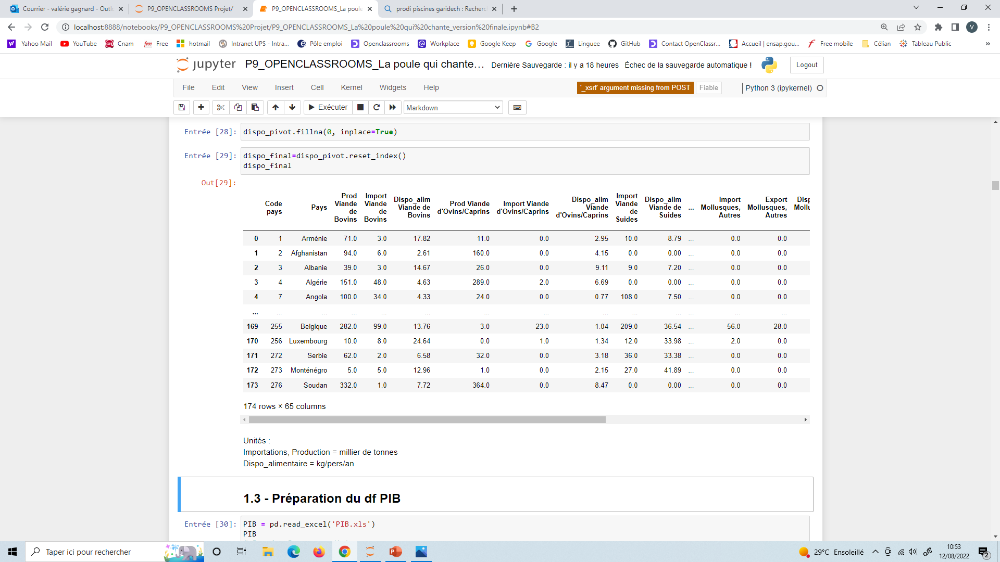 Courrier - valérie gagnard - Outl
P9_OPENCLASSROOMS Projet/
P9_OPENCLASSROOMS_La poule
prodi piscines garidech : Recherc
localhost:8888/notebooks/P9_OPENCLASSROOMS%20Projet/P9_OPENCLASSROOMS_La%20poule%20qui%20chante_version%20finale.ipynb#B2
V
Yahoo Mail YouTube Cnam Free hotmail Intranet UPS - Intra... Pôle emploi Openclassrooms Workplace Google Keep Google Linguee GitHub Contact OpenClassr... Accueil | ensap.gou... Free mobile Célian Tableau Public »
jupyter P9_OPENCLASSROOMS_La poule qui chante… Dernière Sauvegarde : il y a 18 heures Échec de la sauvegarde automatique ! Logout
File Edit View Insert Cell Kernel Widgets Help '_xsrf' argument missing from POST Fiable Python 3 (ipykernel)
Exécuter Markdown
Entrée [28]: dispo_pivot.fillna(0, inplace=True)
Entrée [29]: dispo_final=dispo_pivot.reset_index()
dispo_final
Out[29]:
Code pays Pays Prod Viande de Bovins Import Viande de Bovins Dispo_alim Viande de Bovins Prod Viande d'Ovins/Caprins Import Viande d'Ovins/Caprins Dispo_alim Viande d'Ovins/Caprins Import Viande de Suides Dispo_alim Viande de Suides ... Import Mollusques, Autres Export Mollusques, Autres Disp Mollu
0 1 Arménie 71.0 3.0 17.82 11.0 0.0 2.95 10.0 8.79 ... 0.0 0.0
1 2 Afghanistan 94.0 6.0 2.61 160.0 0.0 4.15 0.0 0.00 ... 0.0 0.0
2 3 Albanie 39.0 3.0 14.67 26.0 0.0 9.11 9.0 7.20 ... 0.0 0.0
3 4 Algérie 151.0 48.0 4.63 289.0 2.0 6.69 0.0 0.00 ... 0.0 0.0
4 7 Angola 100.0 34.0 4.33 24.0 0.0 0.77 108.0 7.50 ... 0.0 0.0
... ... ... ... ... ... ... ... ... ... ... ... ... ...
169 255 Belgique 282.0 99.0 13.76 3.0 23.0 1.04 209.0 36.54 ... 56.0 28.0
170 256 Luxembourg 10.0 8.0 24.64 0.0 1.0 1.34 12.0 33.98 ... 2.0 0.0
171 272 Serbie 62.0 2.0 6.58 32.0 0.0 3.18 36.0 33.38 ... 0.0 0.0
172 273 Monténégro 5.0 5.0 12.96 1.0 0.0 2.15 27.0 41.89 ... 0.0 0.0
173 276 Soudan 332.0 1.0 7.72 364.0 0.0 8.47 0.0 0.00 ... 0.0 0.0
174 rows × 65 columns
Unités :
Importations, Production = millier de tonnes
Dispo_alimentaire = kg/pers/an
1.3 - Préparation du df PIB
Entrée [30]: PIB = pd.read_excel('PIB.xls')
PIB
Taper ici pour rechercher
29°C Ensoleillé
10:53
12/08/2022
2